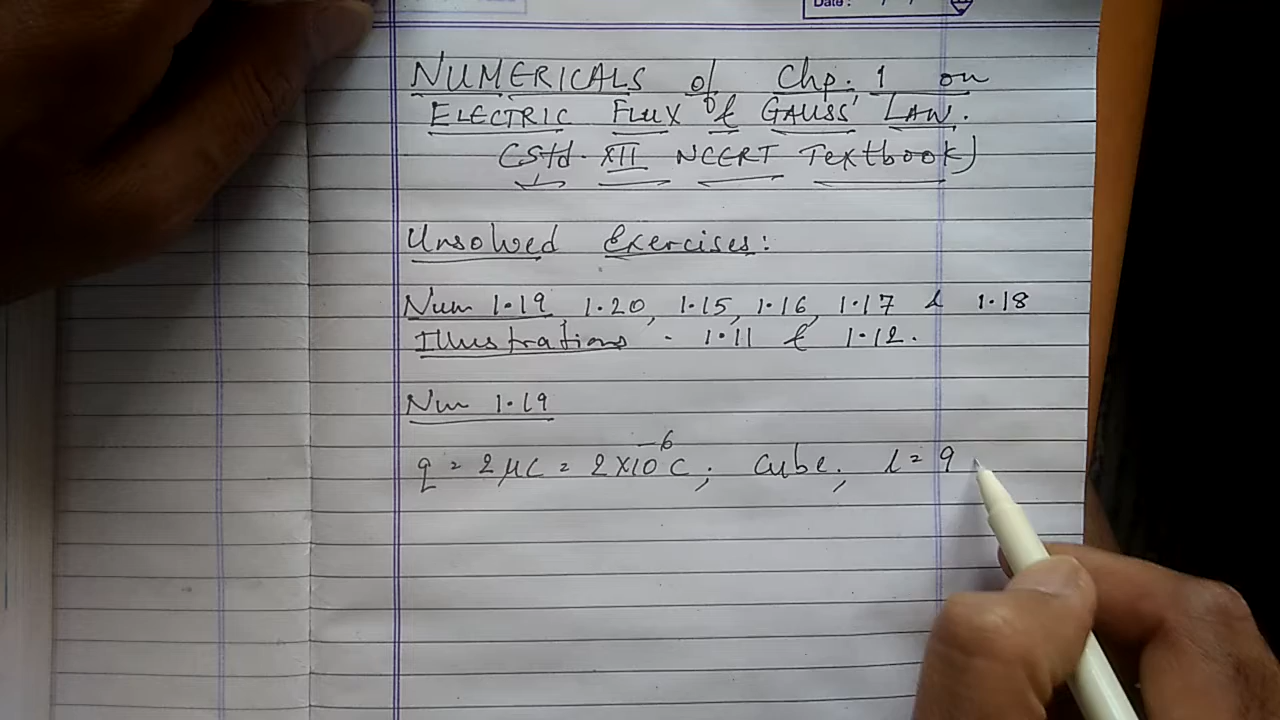 Date :
NUMERICALS of Chp. 1 on
ELECTRIC FLUX & GAUSS' LAW.
(Std. XII NCERT Textbook)
Unsolved Exercises:
Num 1.19, 1.20, 1.15, 1.16, 1.17 & 1.18
Illustrations - 1.11 & 1.12.
Num 1.19
q = 2 μC = 2×10⁻⁶ C; Cube; l = 9